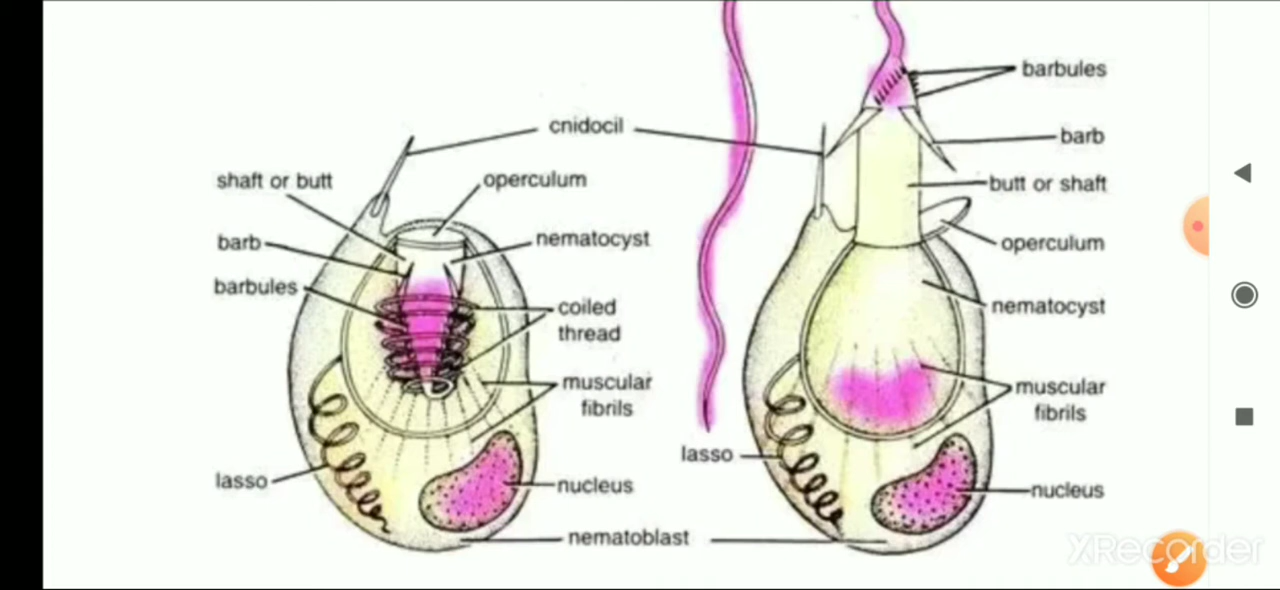 barbules
cnidocil
barb
shaft or butt
operculum
butt or shaft
barb
nematocyst
operculum
barbules
coiled
thread
nematocyst
muscular
fibrils
muscular
fibrils
lasso
lasso
nucleus
nucleus
nematoblast
XRecorder